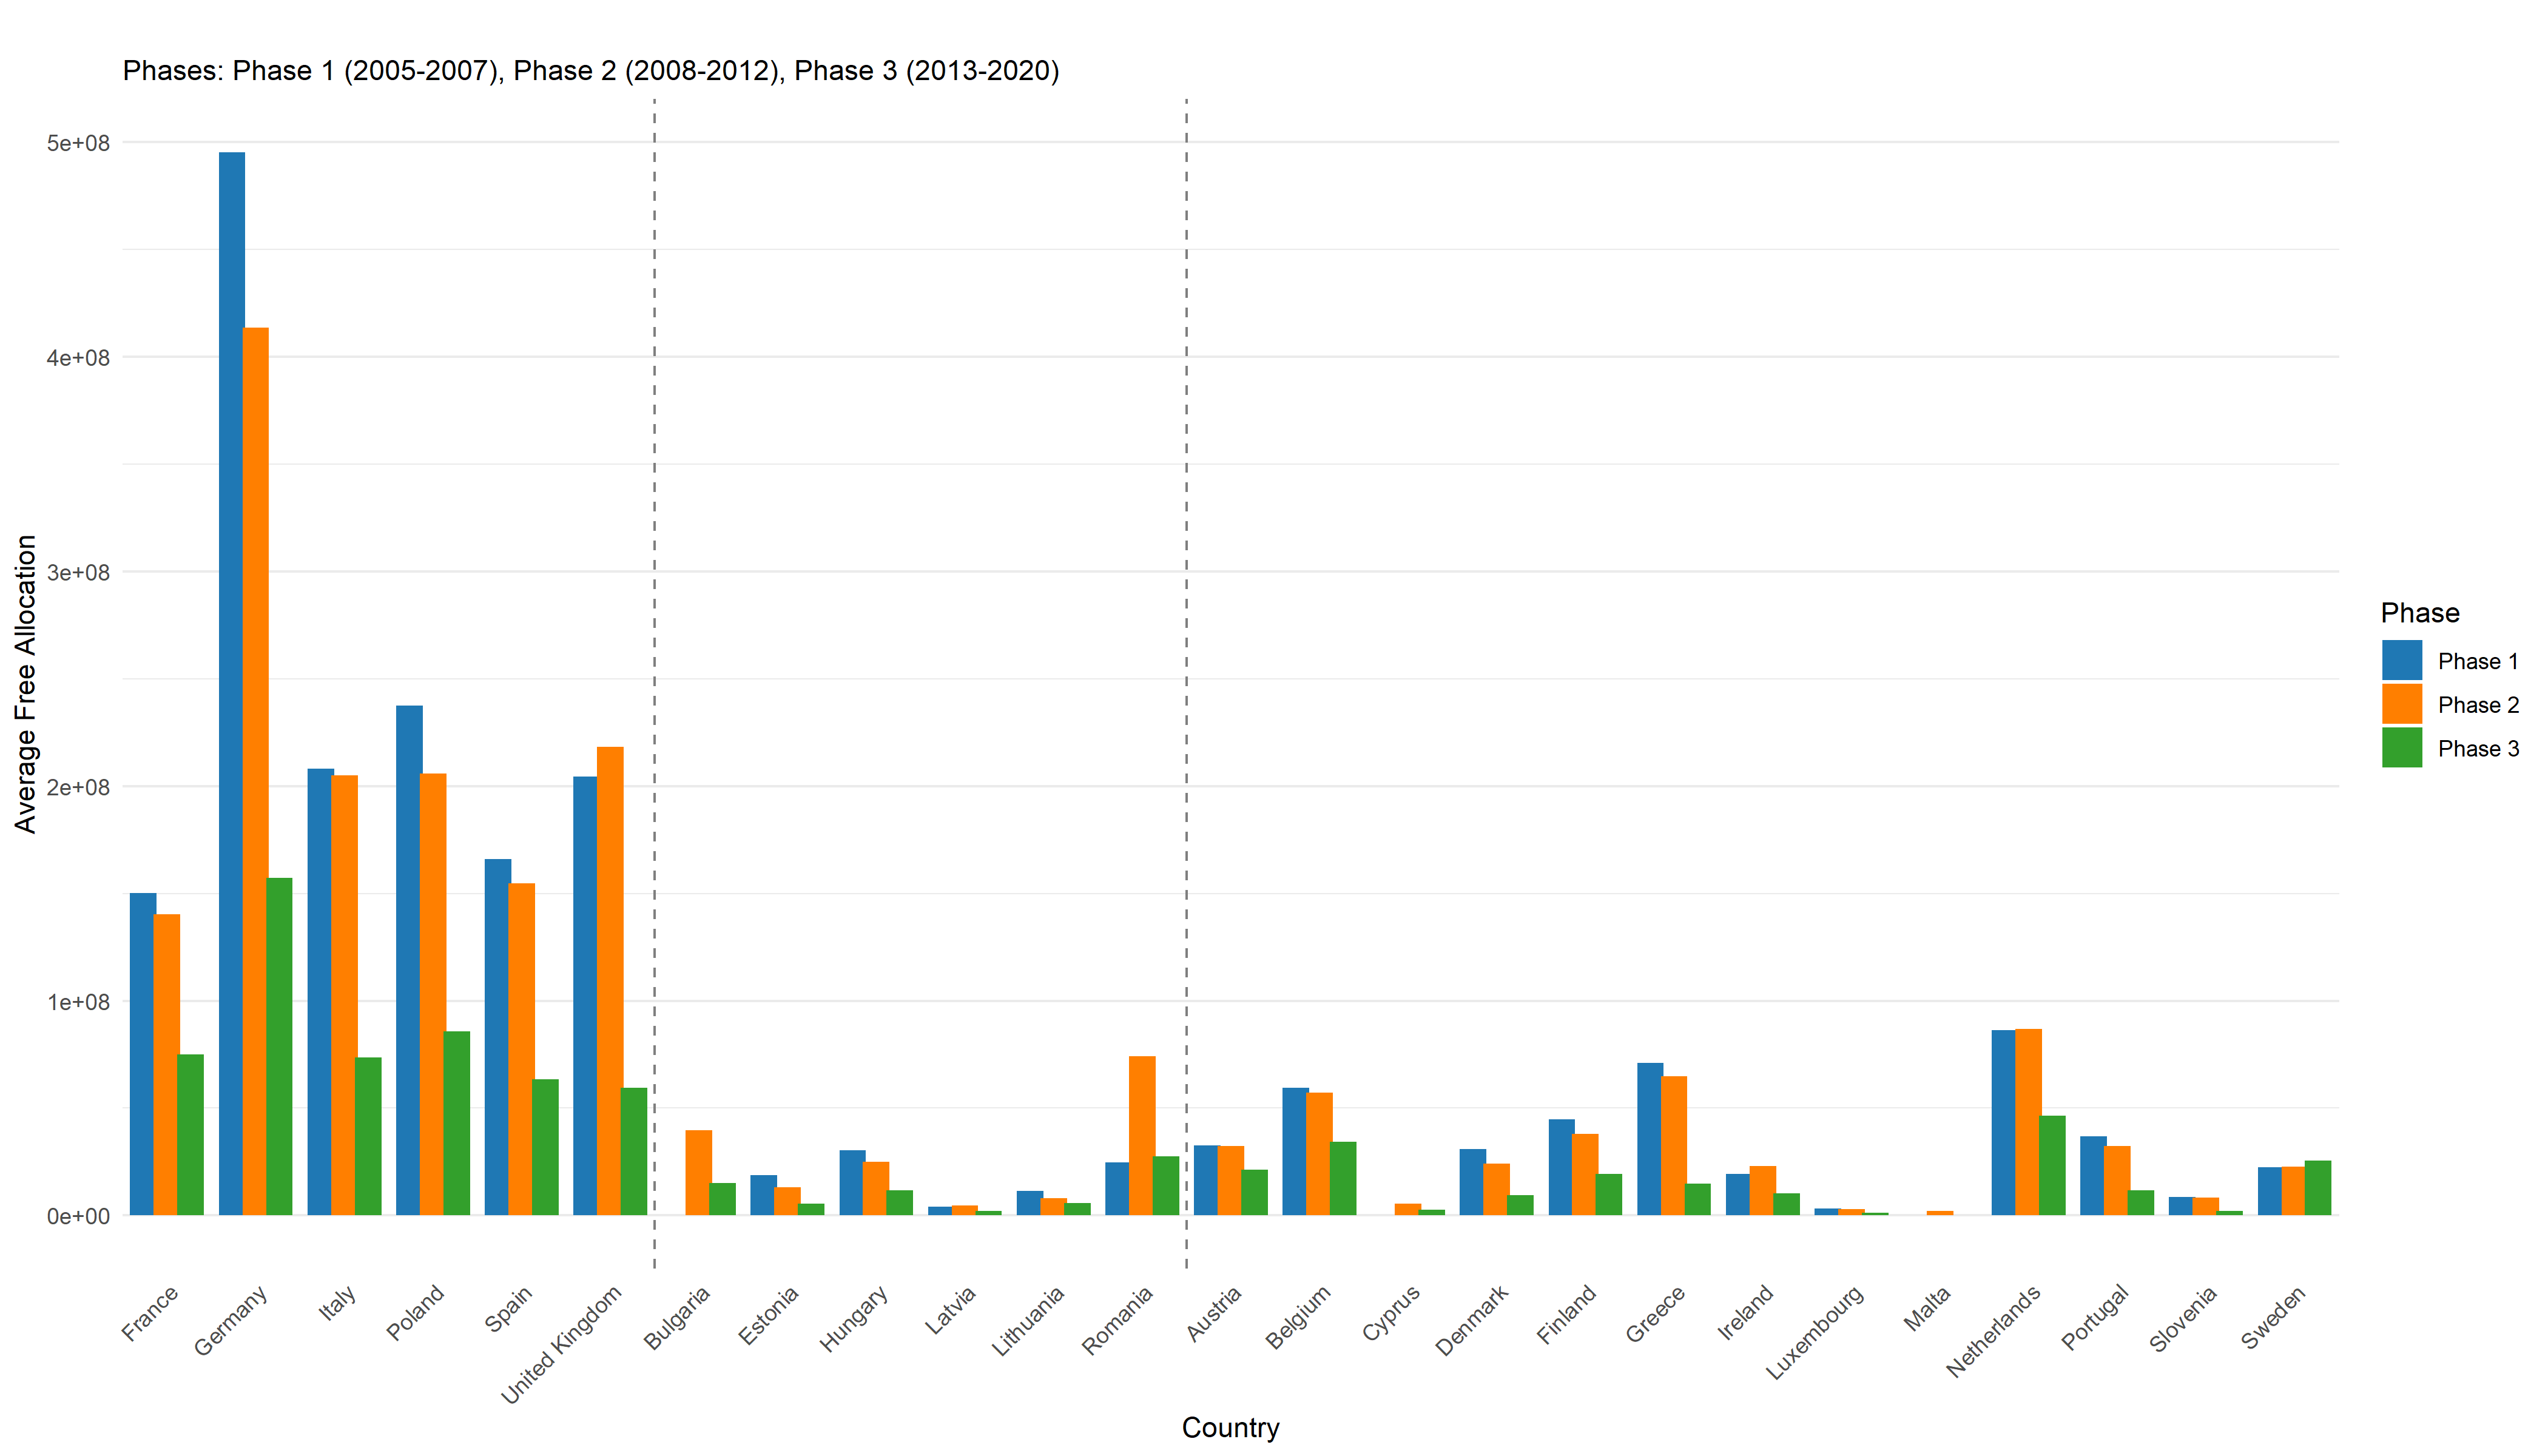 Phases: Phase 1 (2005-2007), Phase 2 (2008-2012), Phase 3 (2013-2020)
5e+08
4e+08
3e+08
2e+08
1e+08
0e+00
Average Free Allocation
France
Germany
Italy
Poland
Spain
United Kingdom
Bulgaria
Estonia
Hungary
Latvia
Lithuania
Romania
Austria
Belgium
Cyprus
Denmark
Finland
Greece
Ireland
Luxembourg
Malta
Netherlands
Portugal
Slovenia
Sweden
Country
Phase
Phase 1
Phase 2
Phase 3